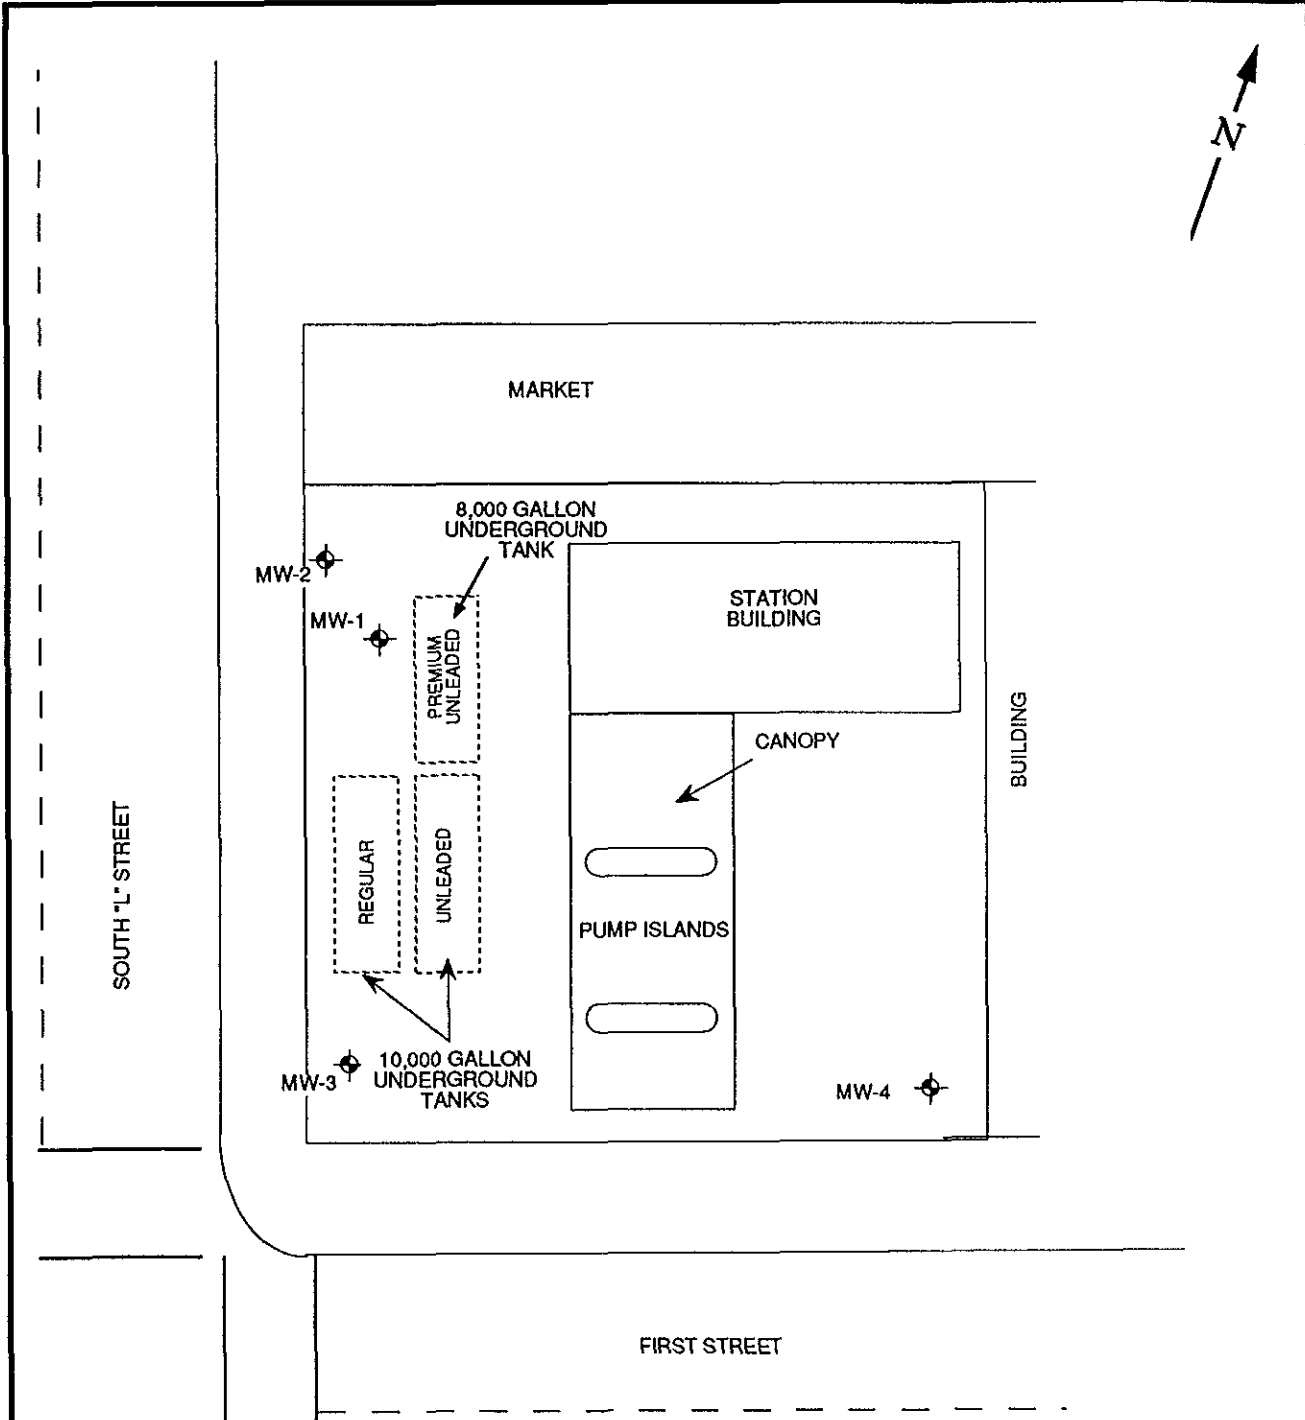 N
MARKET
8,000 GALLON
UNDERGROUND
TANK
MW-2
MW-1
PREMIUM
UNLEADED
STATION
BUILDING
CANOPY
BUILDING
SOUTH "L" STREET
REGULAR
UNLEADED
PUMP ISLANDS
MW-3
10,000 GALLON
UNDERGROUND
TANKS
MW-4
FIRST STREET